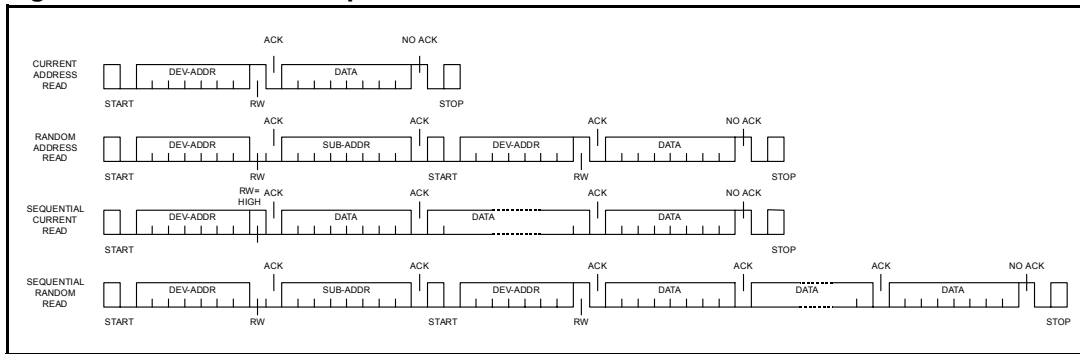 ACK NO ACK
CURRENT
ADDRESS
READ
DEV-ADDR DATA
START RW STOP
ACK ACK ACK NO ACK
RANDOM
ADDRESS
READ
DEV-ADDR SUB-ADDR DEV-ADDR DATA
START RW START RW STOP
RW=
HIGH
ACK ACK ACK NO ACK
SEQUENTIAL
CURRENT
READ
DEV-ADDR DATA DATA DATA
START STOP
ACK ACK ACK ACK ACK NO ACK
SEQUENTIAL
RANDOM
READ
DEV-ADDR SUB-ADDR DEV-ADDR DATA DATA DATA
START RW START RW STOP